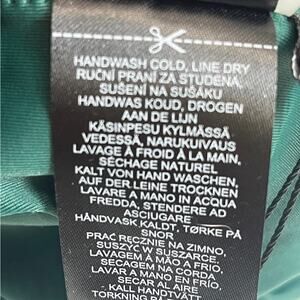 HANDWASH COLD, LINE DRY
RUČNÍ PRANÍ ZA STUDENA,
SUŠENÍ NA SUŠÁKU
HANDWAS KOUD, DROGEN
AAN DE LIJN
KÄSINPESU KYLMÄSSÄ
VEDESSÄ, NARUKUIVAUS
LAVAGE À FROID À LA MAIN,
SÉCHAGE NATUREL
KALT VON HAND WASCHEN,
AUF DER LEINE TROCKNEN
LAVARE A MANO IN ACQUA
FREDDA, STENDERE AD
ASCIUGARE
HÅNDVASK KALDT, TØRKE PÅ
SNOR
PRAĆ RĘCZNIE NA ZIMNO,
SUSZYĆ W SUSZARCE.
LAVAGEM À MÃO A FRIO,
SECAGEM NA CORDA
LAVAR A MANO EN FRÍO,
SECAR AL AIRE
KALL HANDTVÄTT,